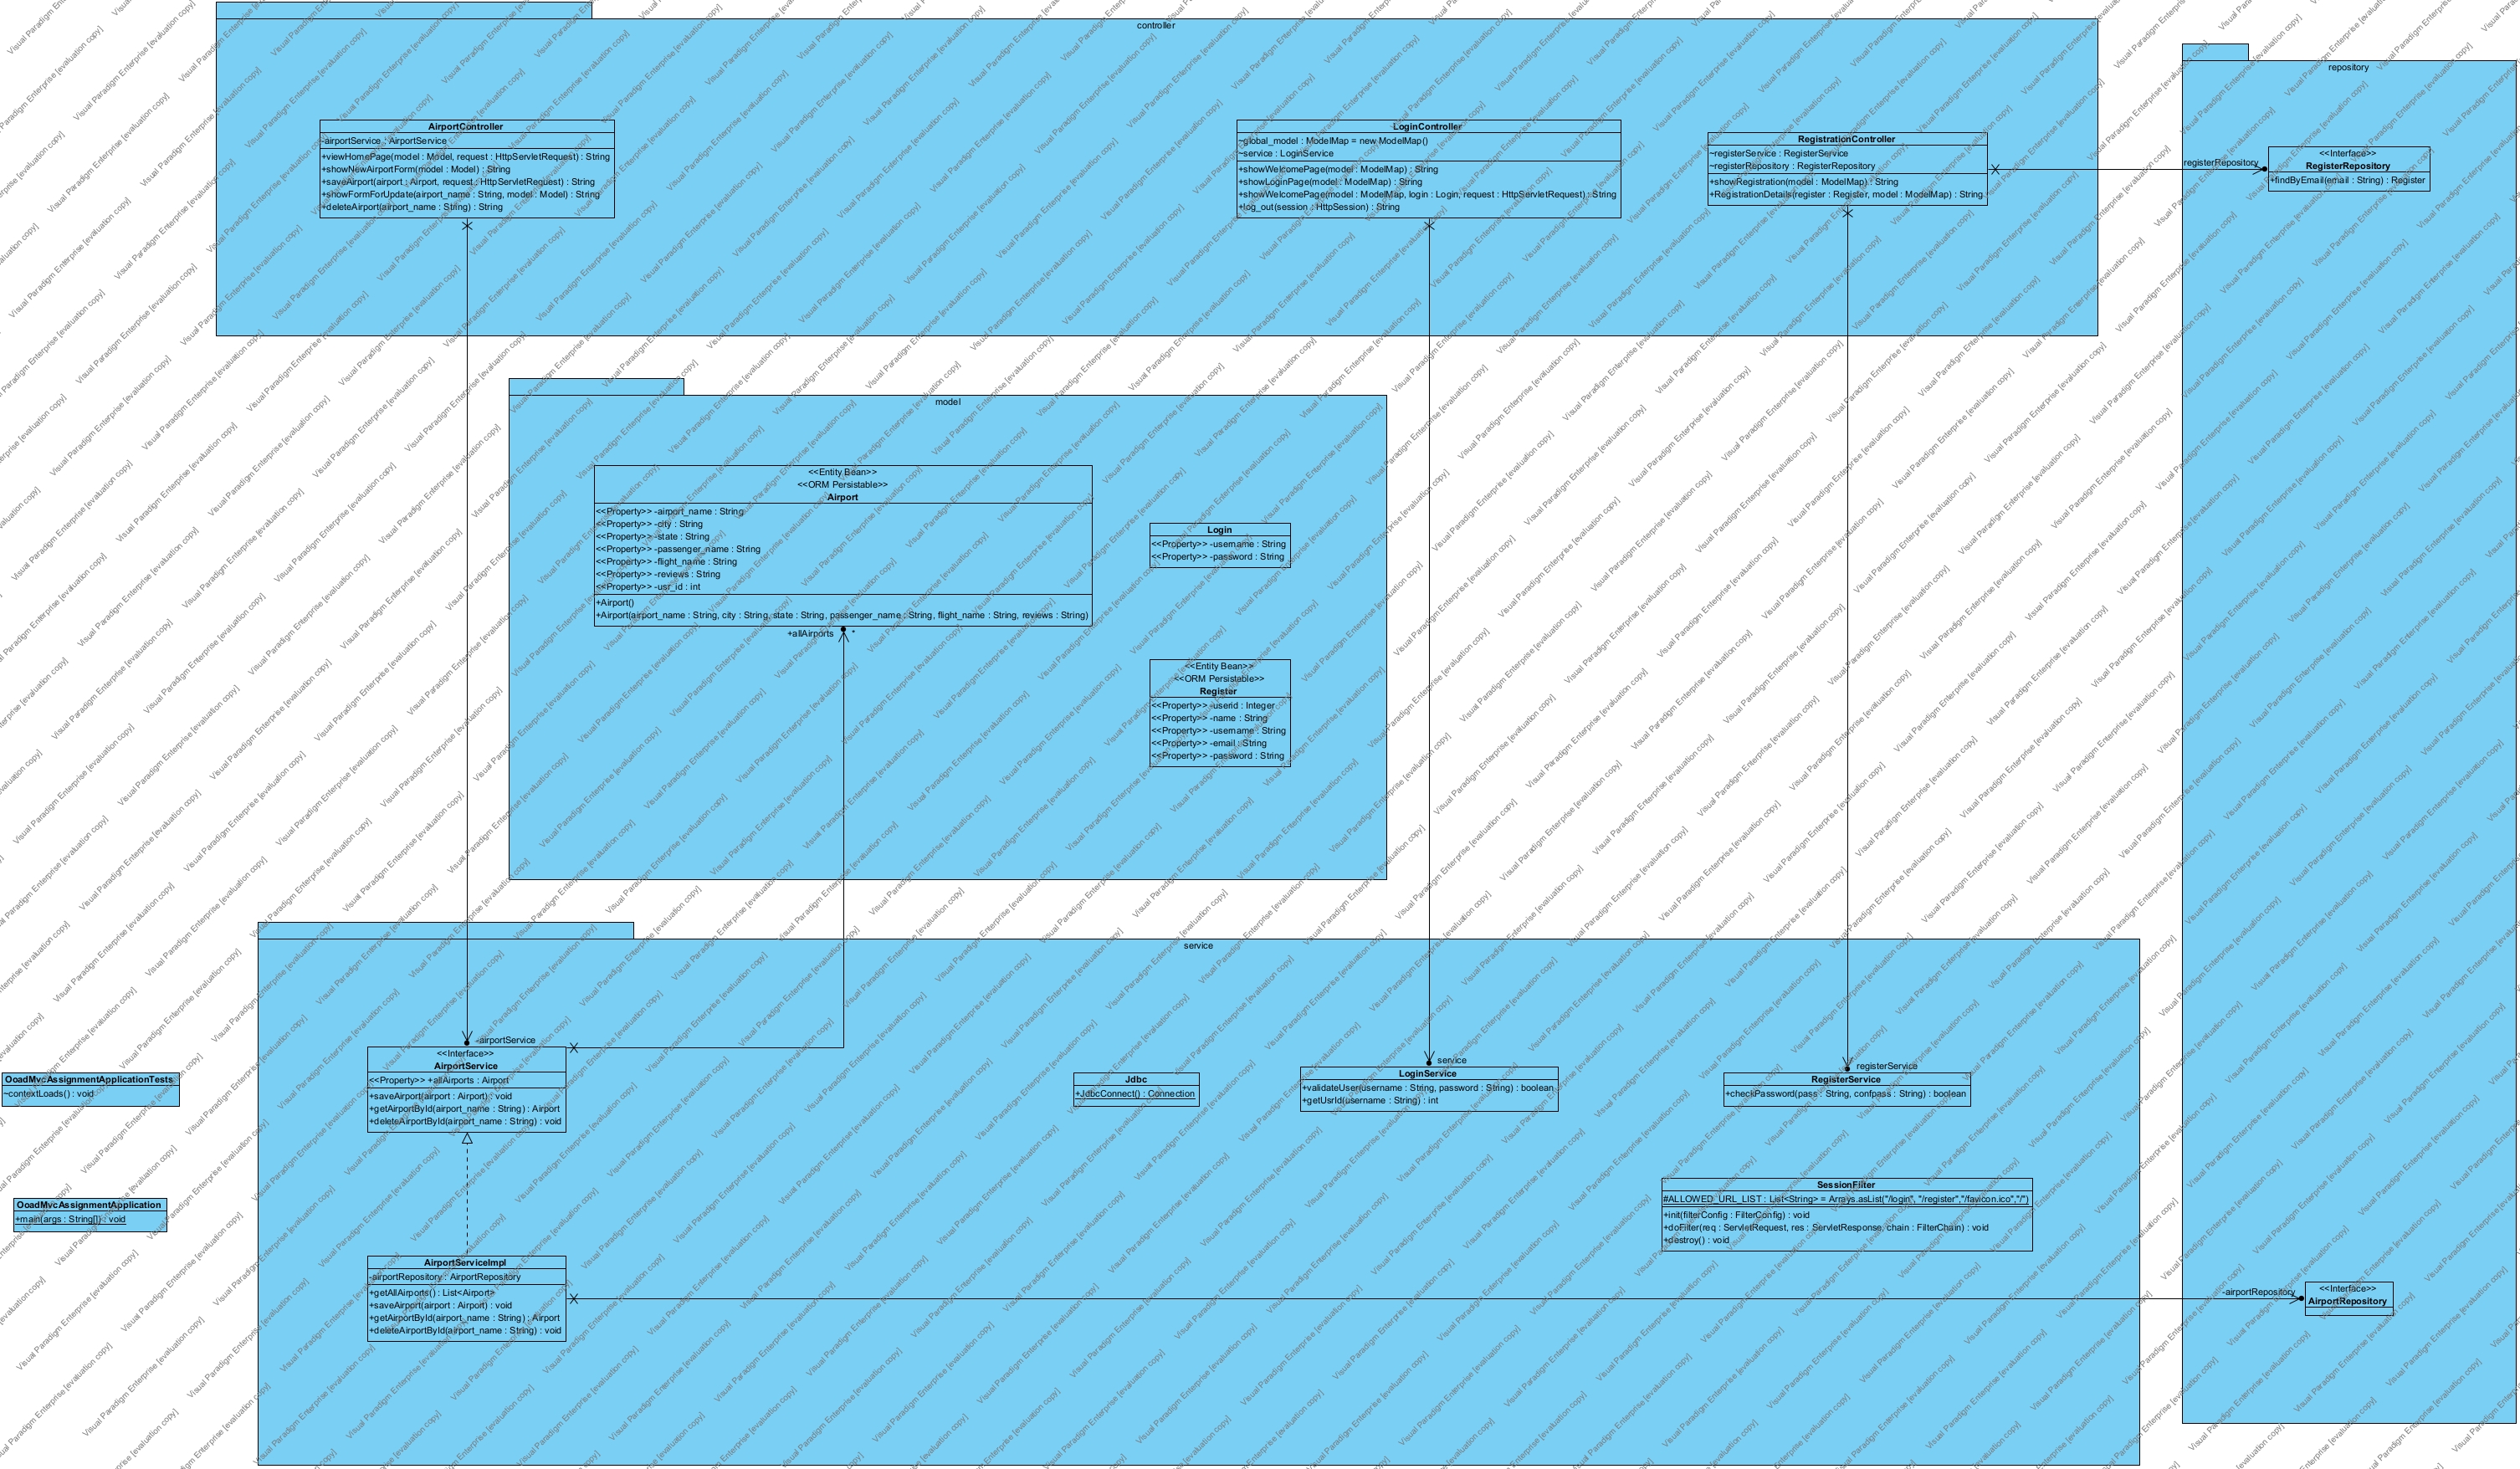 controller
AirportController
-airportService : AirportService
+viewHomePage(model : Model, request : HttpServletRequest) : String
+showNewAirportForm(model : Model) : String
+saveAirport(airport : Airport, request : HttpServletRequest) : String
+showFormForUpdate(airport_name : String, model : Model) : String
+deleteAirport(airport_name : String) : String
LoginController
~global_model : ModelMap = new ModelMap()
~service : LoginService
+showWelcomePage(model : ModelMap) : String
+showLoginPage(model : ModelMap) : String
+showWelcomePage(model : ModelMap, login : Login, request : HttpServletRequest) : String
+log_out(session : HttpSession) : String
RegistrationController
~registerService : RegisterService
~registerRepository : RegisterRepository
+showRegistration(model : ModelMap) : String
+RegistrationDetails(register : Register, model : ModelMap) : String
repository
registerRepository
<<Interface>>
RegisterRepository
+findByEmail(email : String) : Register
model
<<Entity Bean>>
<<ORM Persistable>>
Airport
<<Property>> -airport_name : String
<<Property>> -city : String
<<Property>> -state : String
<<Property>> -passenger_name : String
<<Property>> -flight_name : String
<<Property>> -reviews : String
<<Property>> -usr_id : int
+Airport()
+Airport(airport_name : String, city : String, state : String, passenger_name : String, flight_name : String, reviews : String)
+allAirports
*
Login
<<Property>> -username : String
<<Property>> -password : String
<<Entity Bean>>
<<ORM Persistable>>
Register
<<Property>> -userid : Integer
<<Property>> -name : String
<<Property>> -username : String
<<Property>> -email : String
<<Property>> -password : String
service
-airportService
<<Interface>>
AirportService
<<Property>> +allAirports : Airport
+saveAirport(airport : Airport) : void
+getAirportById(airport_name : String) : Airport
+deleteAirportById(airport_name : String) : void
Jdbc
+JdbcConnect() : Connection
service
LoginService
+validateUser(username : String, password : String) : boolean
+getUsrId(username : String) : int
registerService
RegisterService
+checkPassword(pass : String, confpass : String) : boolean
OoadMvcAssignmentApplicationTests
~contextLoads() : void
OoadMvcAssignmentApplication
+main(args : String[]) : void
SessionFliter
#ALLOWED_URL_LIST : List<String> = Arrays.asList("/login", "/register","/favicon.ico","/")
+init(filterConfig : FilterConfig) : void
+doFilter(req : ServletRequest, res : ServletResponse, chain : FilterChain) : void
+destroy() : void
AirportServiceImpl
-airportRepository : AirportRepository
+getAllAirports() : List<Airport>
+saveAirport(airport : Airport) : void
+getAirportById(airport_name : String) : Airport
+deleteAirportById(airport_name : String) : void
-airportRepository
<<Interface>>
AirportRepository
Visual Paradigm Enterprise [evaluation copy]